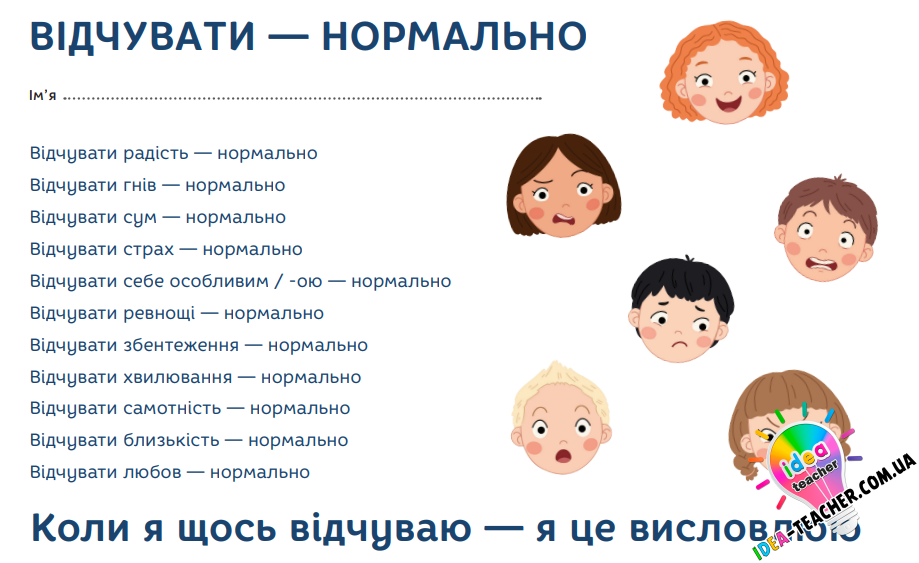 ВІДЧУВАТИ — НОРМАЛЬНО
Ім'я
Відчувати радість — нормально
Відчувати гнів — нормально
Відчувати сум — нормально
Відчувати страх — нормально
Відчувати себе особливим / -ою — нормально
Відчувати ревнощі — нормально
Відчувати збентеження — нормально
Відчувати хвилювання — нормально
Відчувати самотність — нормально
Відчувати близькість — нормально
Відчувати любов — нормально
idea
teacher
IDEA-TEACHER.COM.UA
Коли я щось відчуваю — я це висловлюю